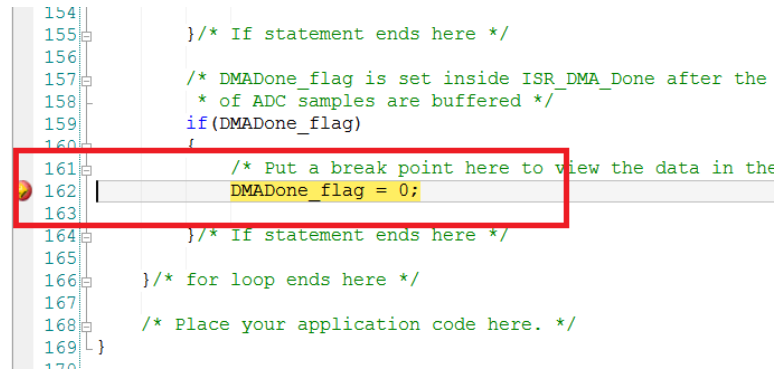 154
155 }/* If statement ends here */
156
157 /* DMADone_flag is set inside ISR_DMA_Done after the
158 * of ADC samples are buffered */
159 if(DMADone_flag)
160 {
161 /* Put a break point here to view the data in the
162 DMADone_flag = 0;
163
164 }/* If statement ends here */
165
166 }/* for loop ends here */
167
168 /* Place your application code here. */
169 }
170